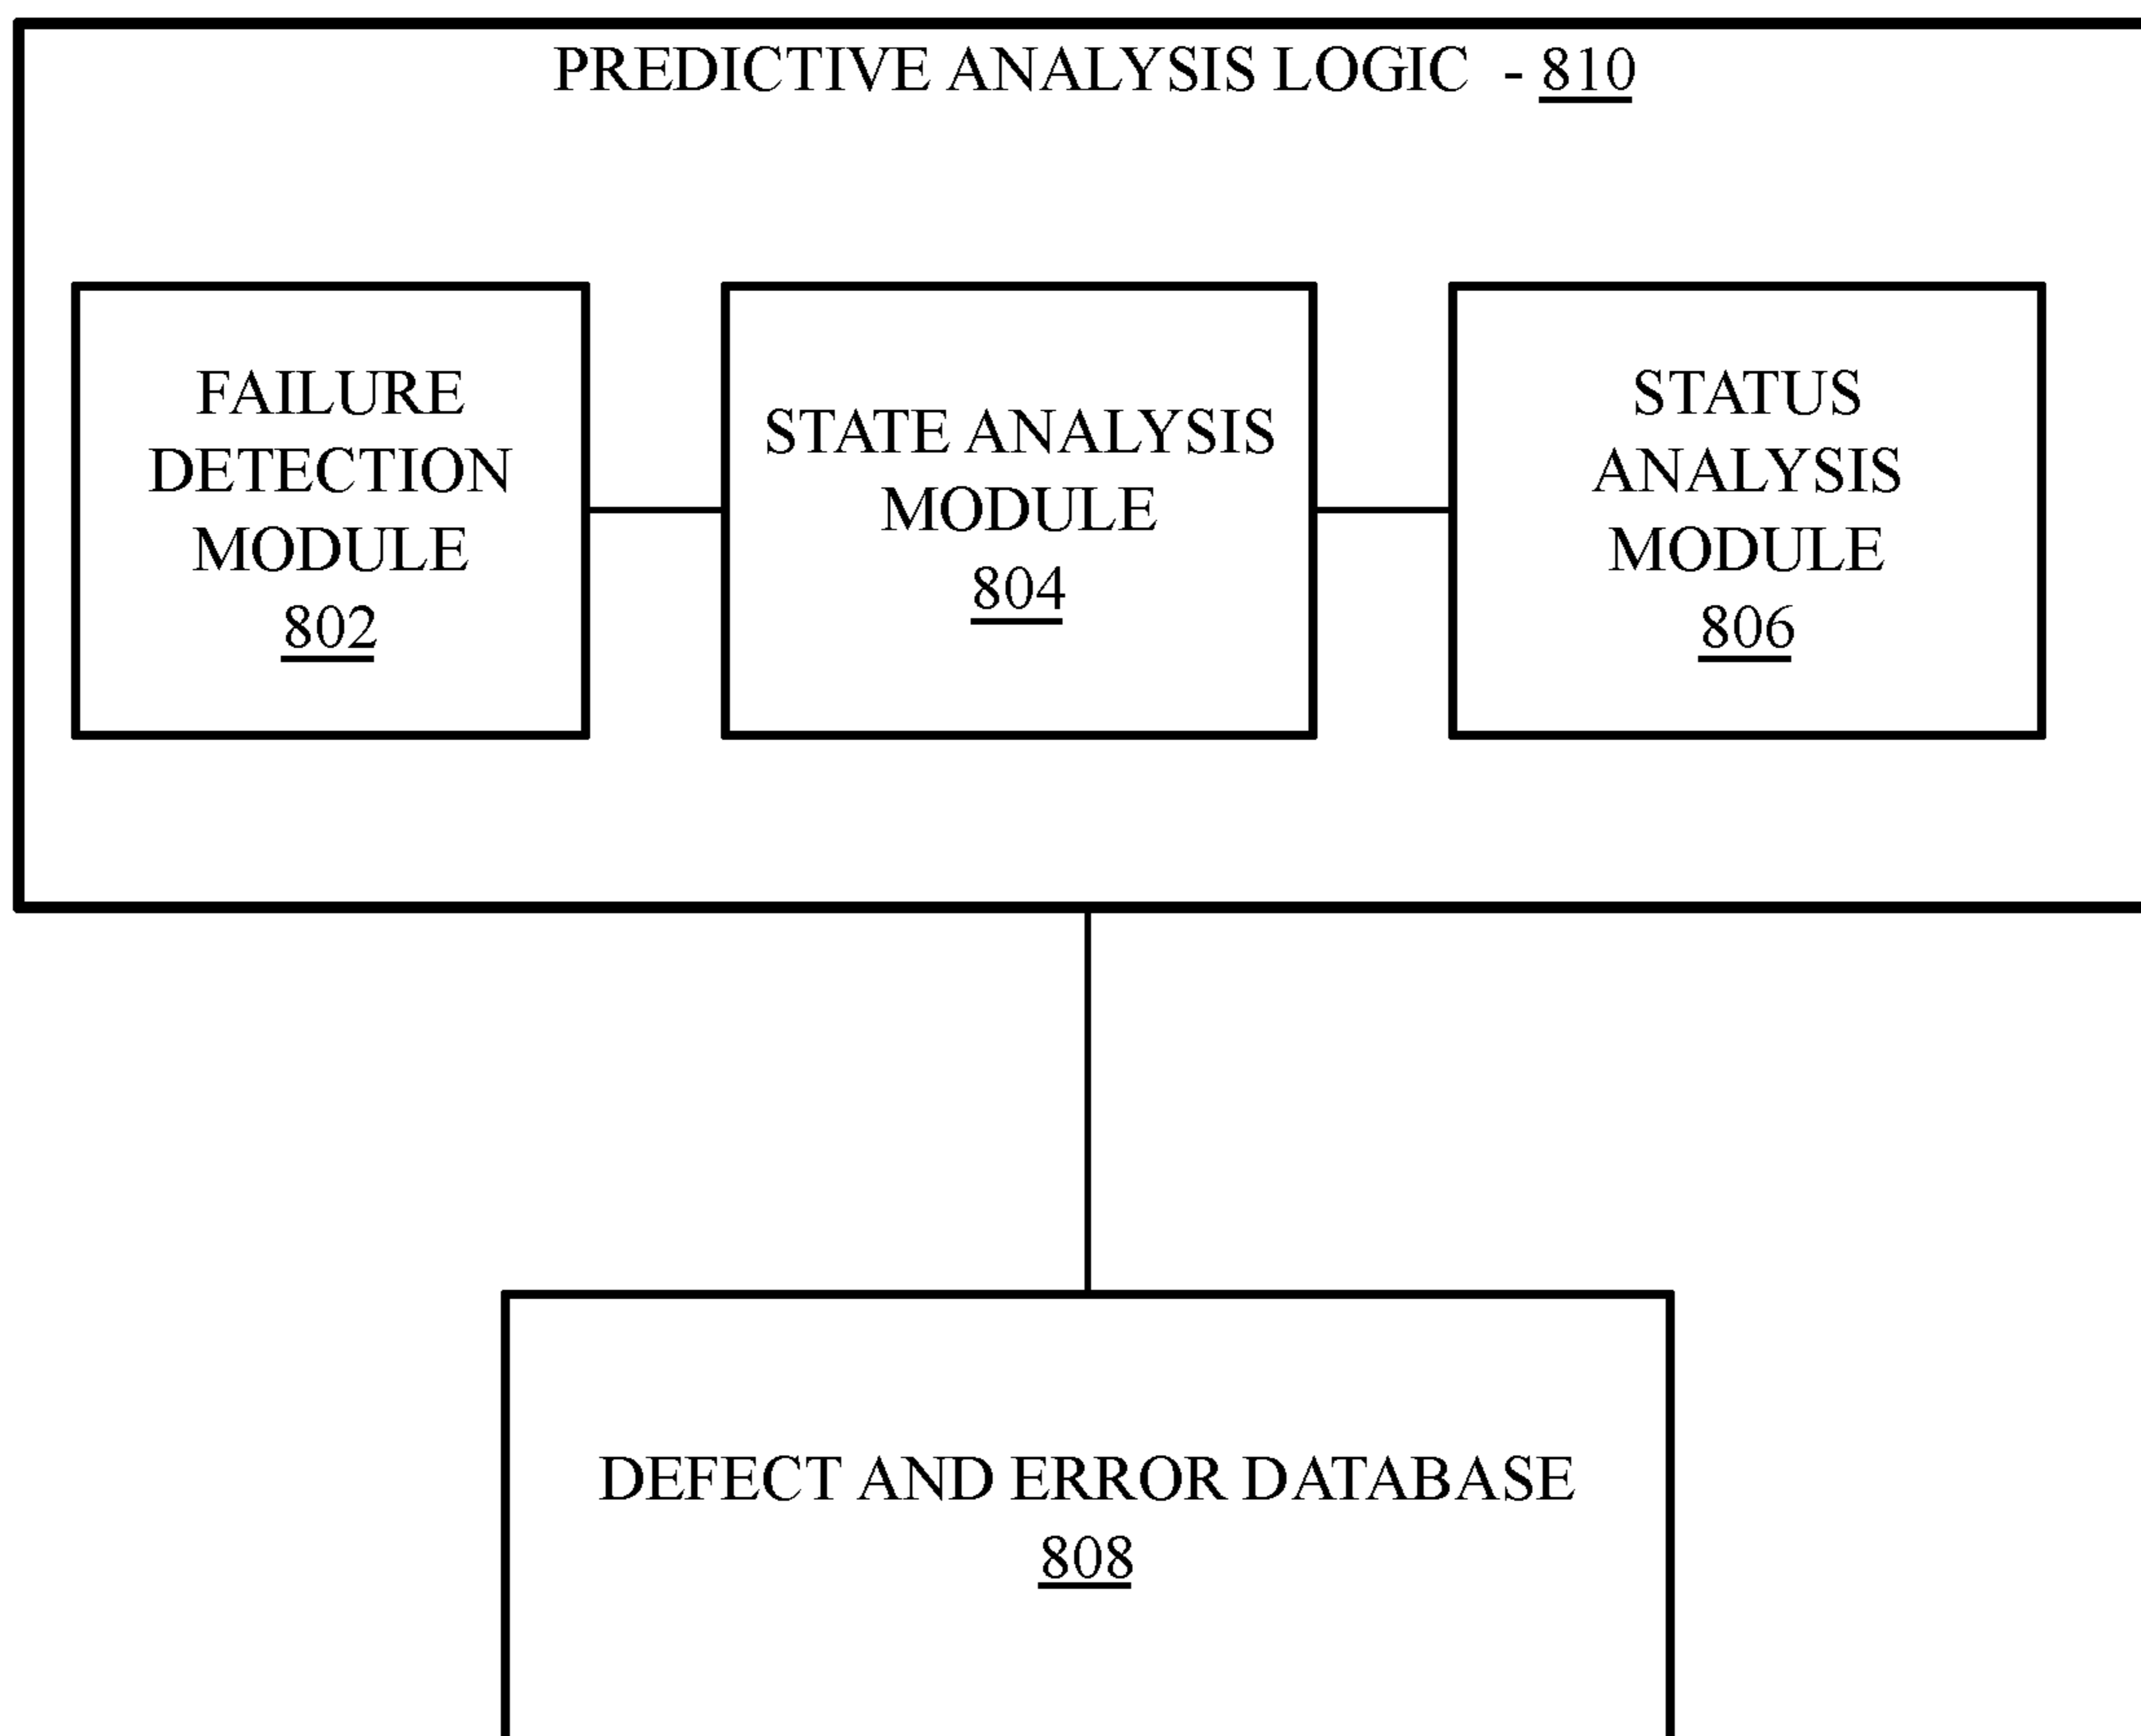 PREDICTIVE ANALYSIS LOGIC - 810
FAILURE
DETECTION
MODULE
802
STATE ANALYSIS
MODULE
804
STATUS
ANALYSIS
MODULE
806
DEFECT AND ERROR DATABASE
808